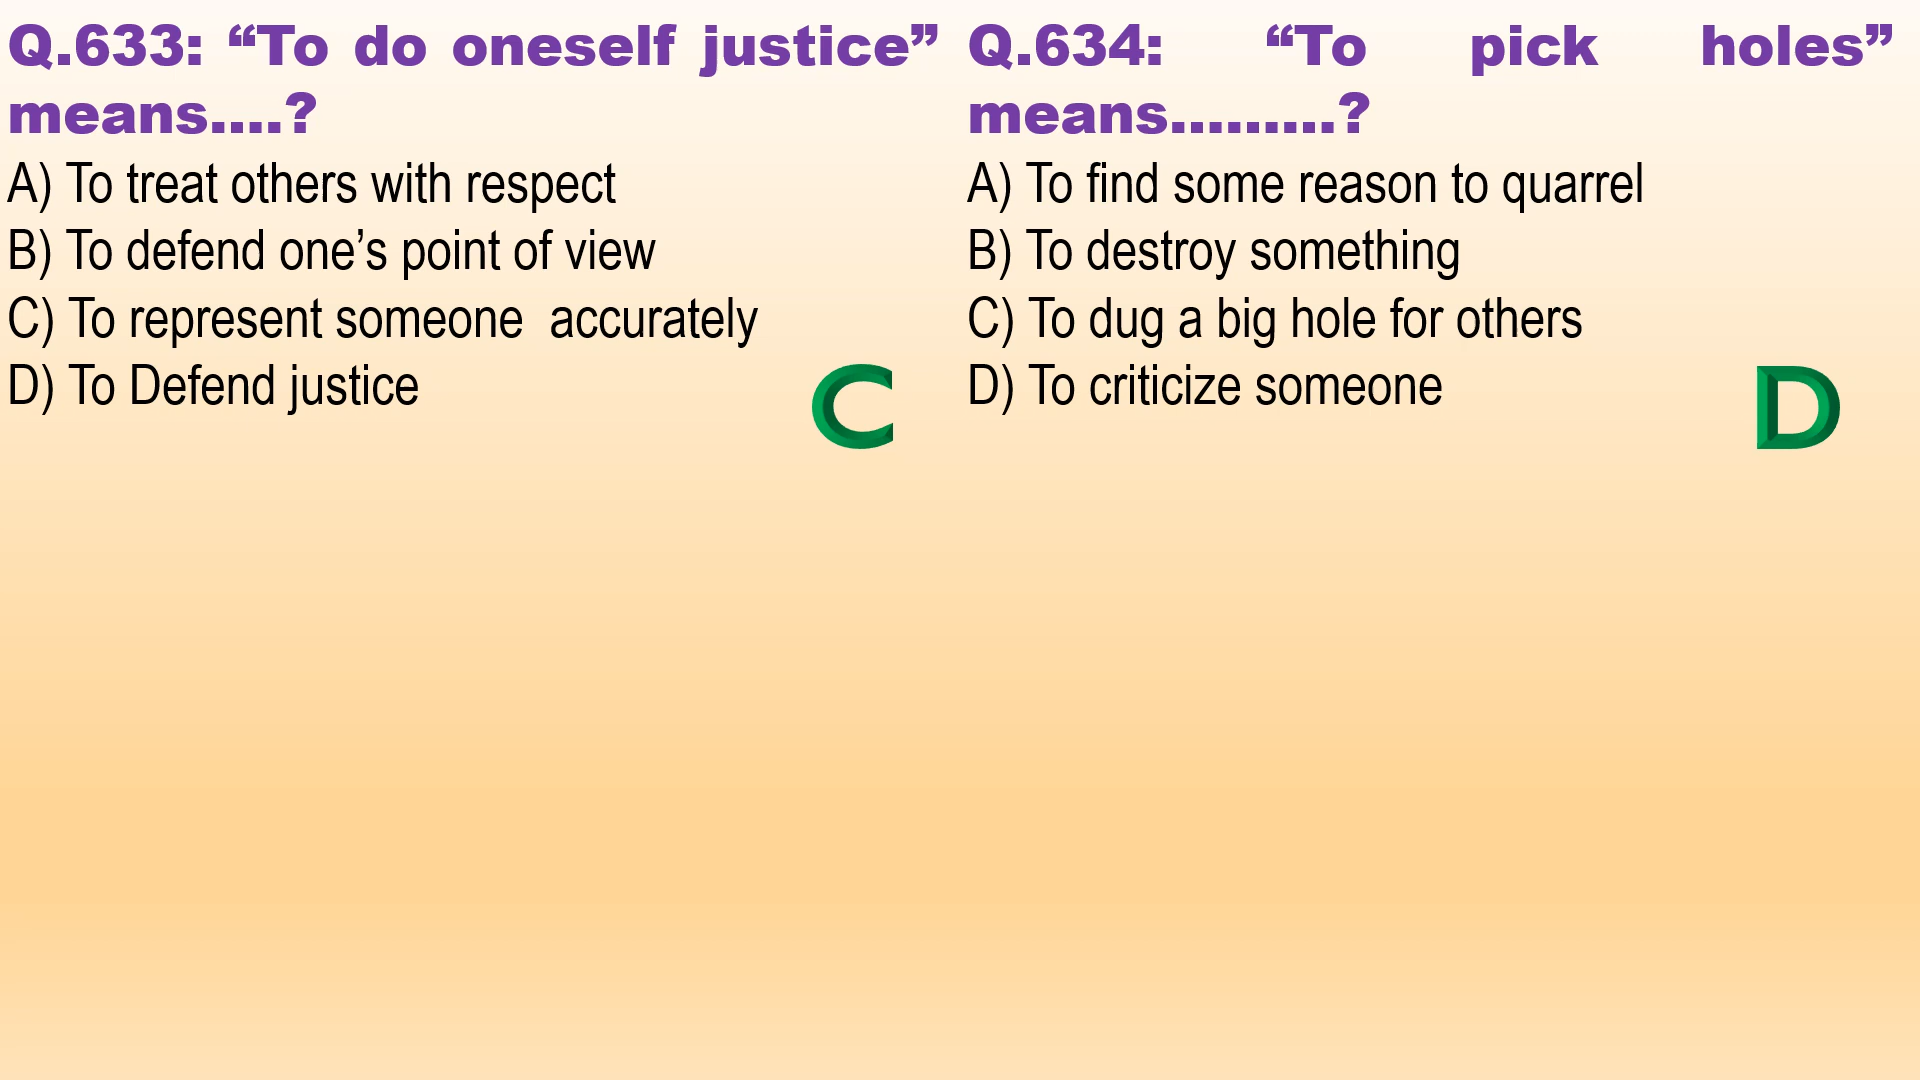 Q.633: “To do oneself justice”
means....?
A) To treat others with respect
B) To defend one’s point of view
C) To represent someone  accurately
D) To Defend justice
C
Q.634: “To pick holes”
means.........?
A) To find some reason to quarrel
B) To destroy something
C) To dug a big hole for others
D) To criticize someone
D